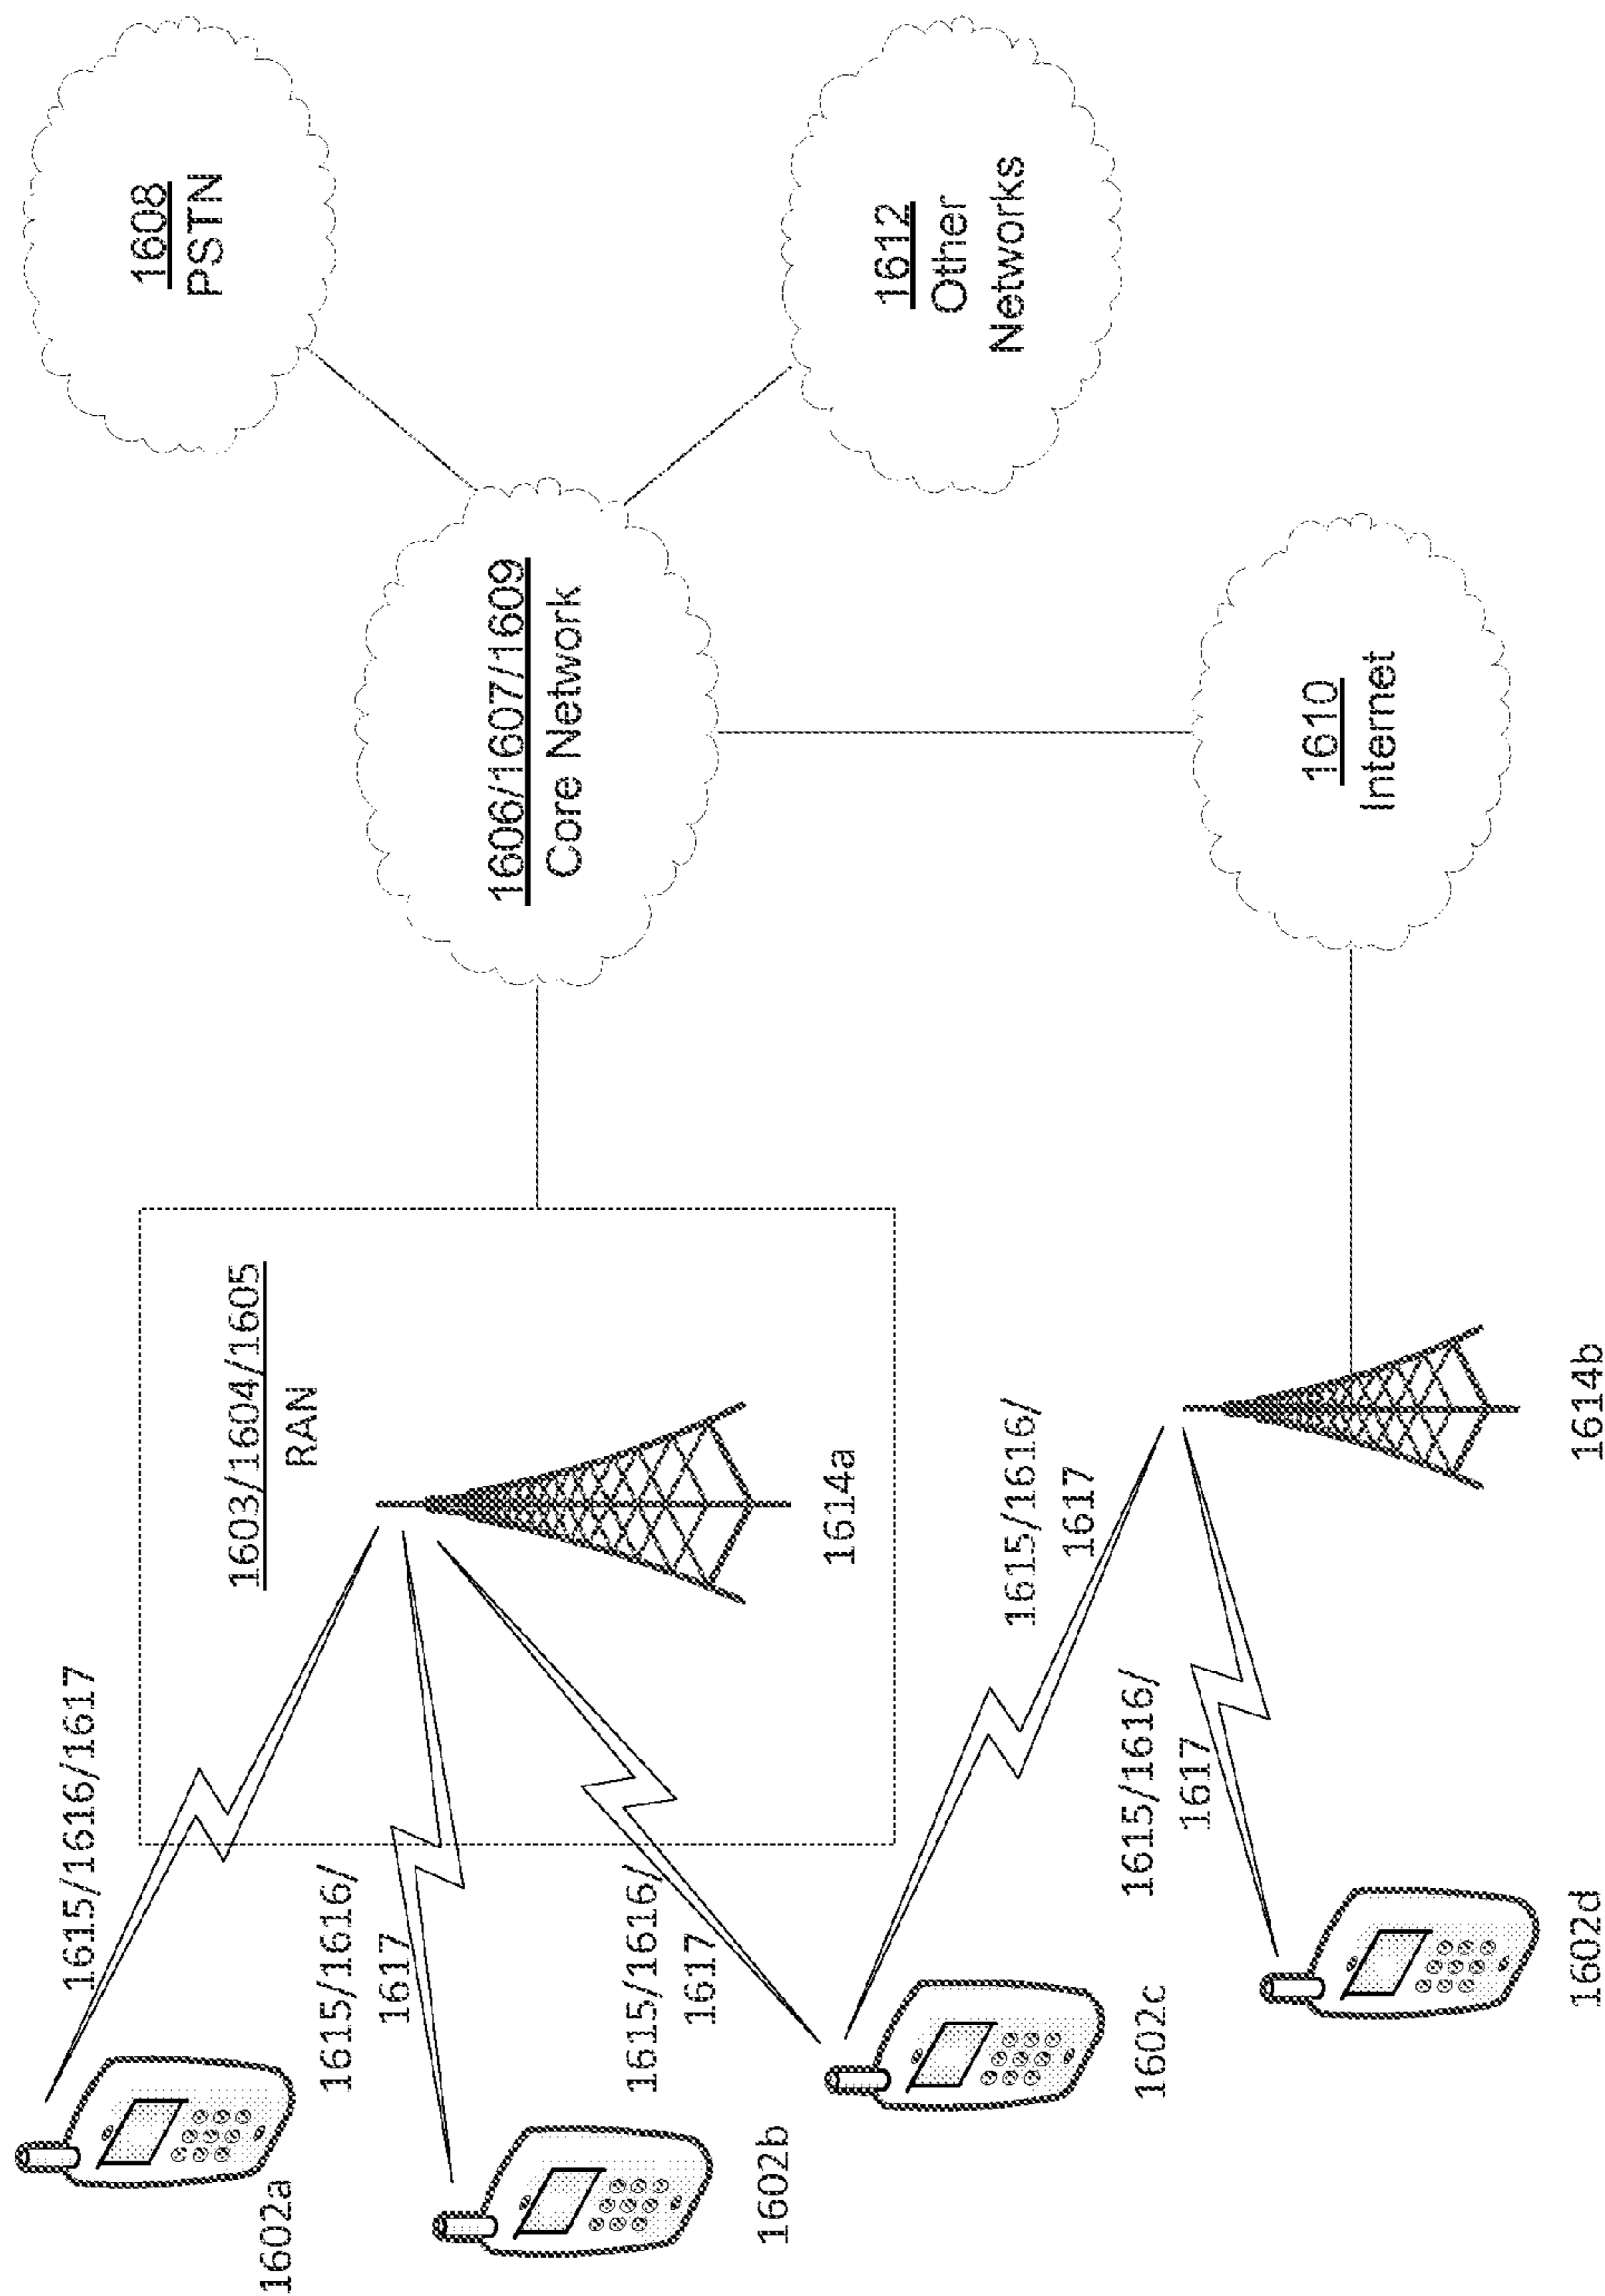 1602a
1615/1616/1617
1602b
1615/1616/
1617
1615/1616/
1617
1602c
1603/1604/1605
RAN
1614a
1615/1616/
1617
1615/1616/
1617
1602d
1614b
1606/1607/1609
Core Network
1608
PSTN
1612
Other
Networks
1610
Internet